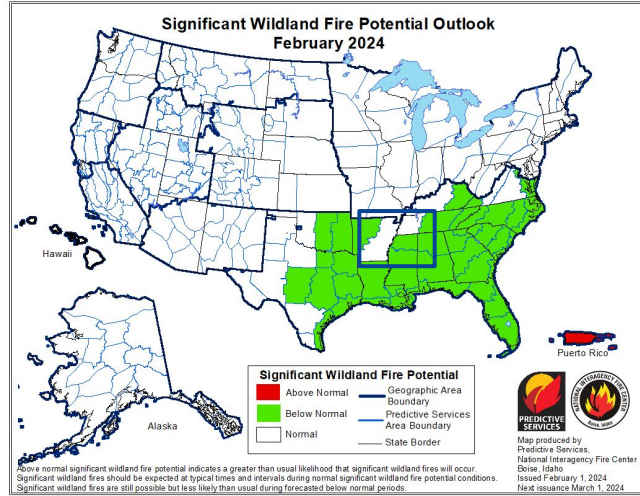 Significant Wildland Fire Potential Outlook
February 2024
Hawaii
Puerto Rico
Alaska
Significant Wildland Fire Potential
Above Normal
Below Normal
Normal
Geographic Area
Boundary
Predictive Services
Area Boundary
State Border
PREDICTIVE
SERVICES
NATIONAL INTERAGENCY FIRE CENTER
Boise, Idaho
Map produced by
Predictive Services,
National Interagency Fire Center
Boise, Idaho
Issued February 1, 2024
Next issuance March 1, 2024
Above normal significant wildland fire potential indicates a greater than usual likelihood that significant wildland fires will occur.
Significant wildland fires should be expected at typical times and intervals during normal significant wildland fire potential conditions.
Significant wildland fires are still possible but less likely than usual during forecasted below normal periods.